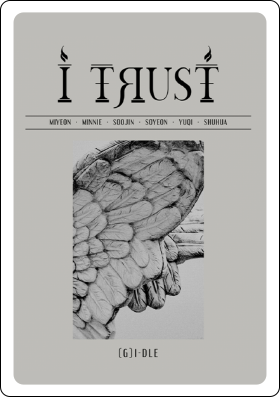 I TRUST
MIYEON · MINNIE · SOOJIN · SOYEON · YUQI · SHUHUA
(G)I-DLE